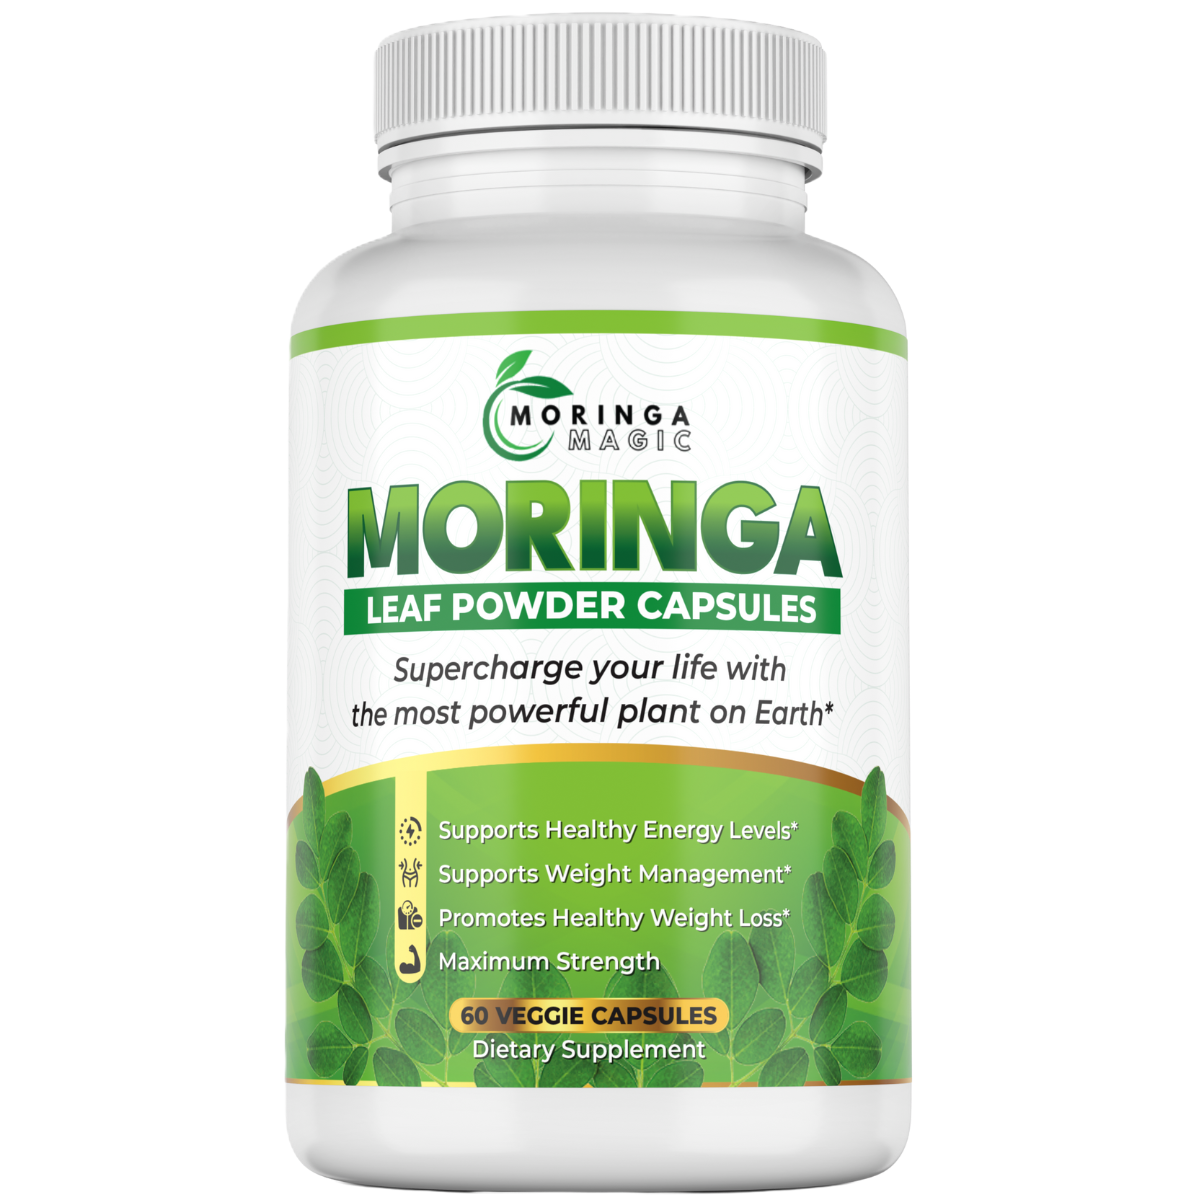 MORINGA
MAGIC
MORINGA
LEAF POWDER CAPSULES
Supercharge your life with
the most powerful plant on Earth*
Supports Healthy Energy Levels*
Supports Weight Management*
Promotes Healthy Weight Loss*
Maximum Strength
60 VEGGIE CAPSULES
Dietary Supplement